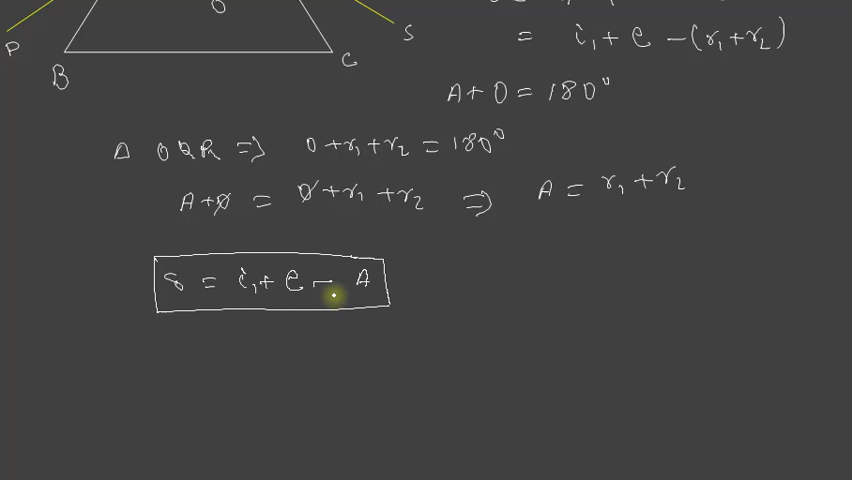 O
P
S
B
C
= i₁ + e - (r₁ + r₂)
A + O = 180°
Δ OQR ⇒ O + r₁ + r₂ = 180°
A + O = O + r₁ + r₂ ⇒ A = r₁ + r₂
δ = i₁ + e - A